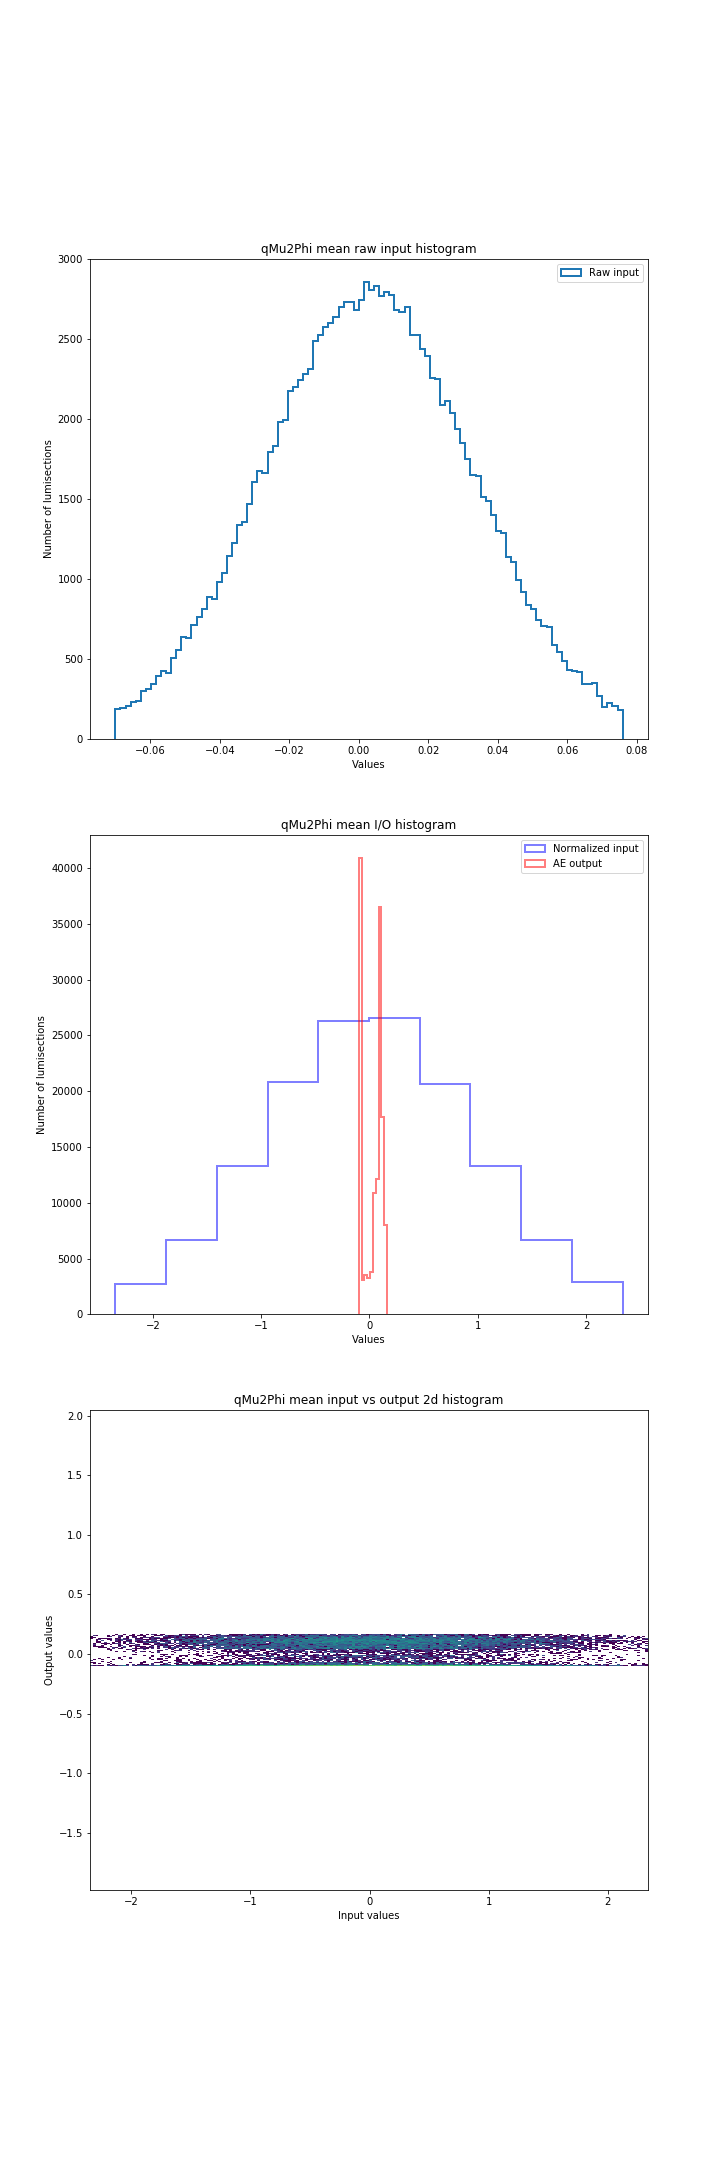 qMu2Phi mean raw input histogram
3000
2500
2000
1500
1000
500
0
Number of lumisections
Raw input
−0.06 −0.04 −0.02 0.00 0.02 0.04 0.06 0.08
Values
qMu2Phi mean I/O histogram
40000
35000
30000
25000
20000
15000
10000
5000
0
Number of lumisections
Normalized input
AE output
−2 −1 0 1 2
Values
qMu2Phi mean input vs output 2d histogram
2.0
1.5
1.0
0.5
0.0
−0.5
−1.0
−1.5
Output values
−2 −1 0 1 2
Input values